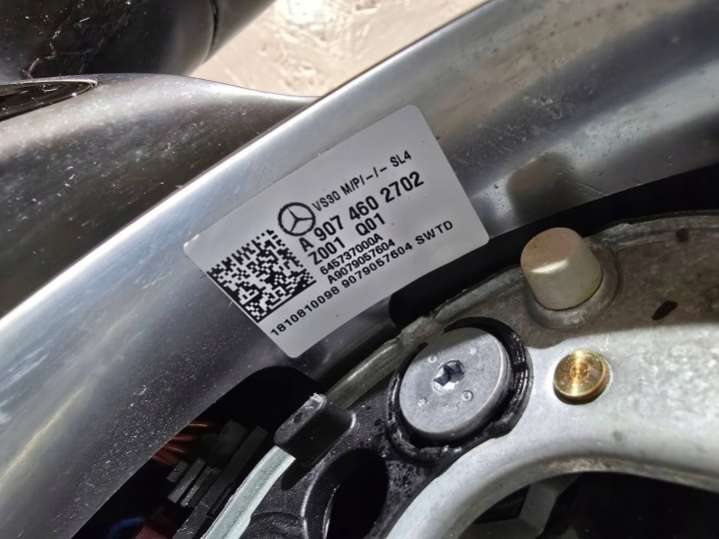 VS30 M/P/-/- SL4
A 907 460 2702
Z001 Q01
645737000A
A9079057604
1810810098 9079057604 SWTD